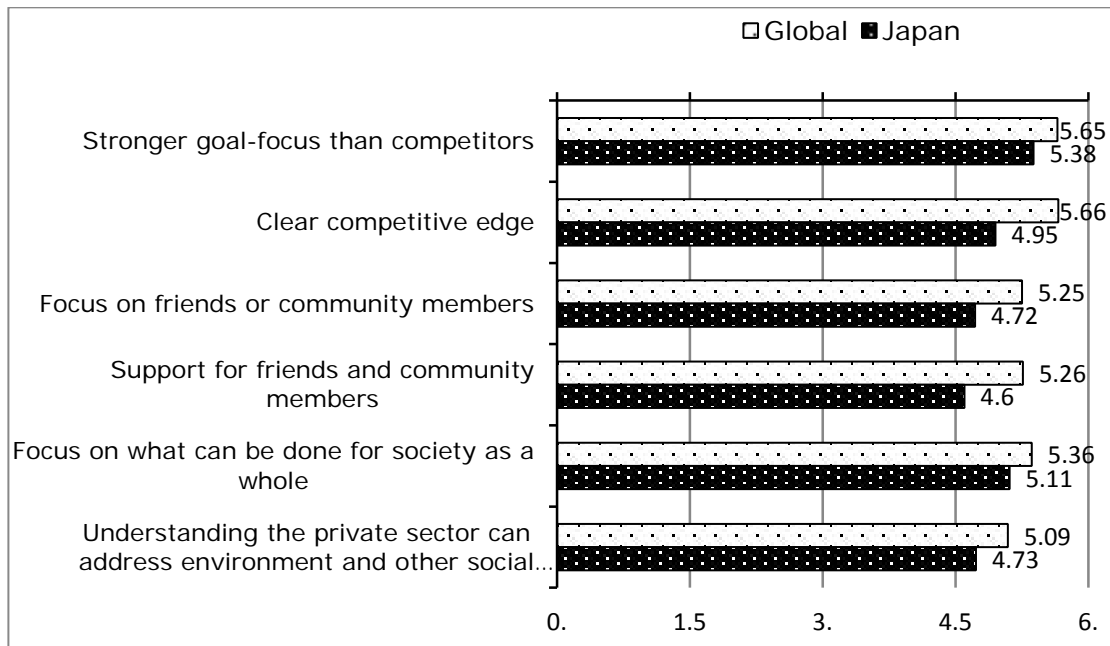 Global Japan
Stronger goal-focus than competitors
5.65
5.38
Clear competitive edge
5.66
4.95
Focus on friends or community members
5.25
4.72
Support for friends and community
members
5.26
4.6
Focus on what can be done for society as a
whole
5.36
5.11
Understanding the private sector can
address environment and other social...
5.09
4.73
0. 1.5 3. 4.5 6.